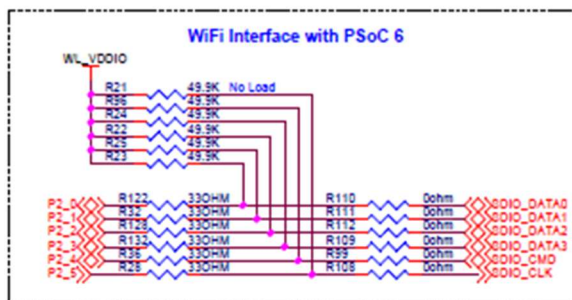 WiFi Interface with PSoC 6
WL_VDDIO
R21 49.9K No Load
R96 49.9K
R24 49.9K
R22 49.9K
R25 49.9K
R23 49.9K
P2_0 R122 33OHM R110 0ohm SDIO_DATA0
P2_1 R32 33OHM R111 0ohm SDIO_DATA1
P2_2 R128 33OHM R112 0ohm SDIO_DATA2
P2_3 R132 33OHM R109 0ohm SDIO_DATA3
P2_4 R36 33OHM R99 0ohm SDIO_CMD
P2_5 R28 33OHM R108 0ohm SDIO_CLK